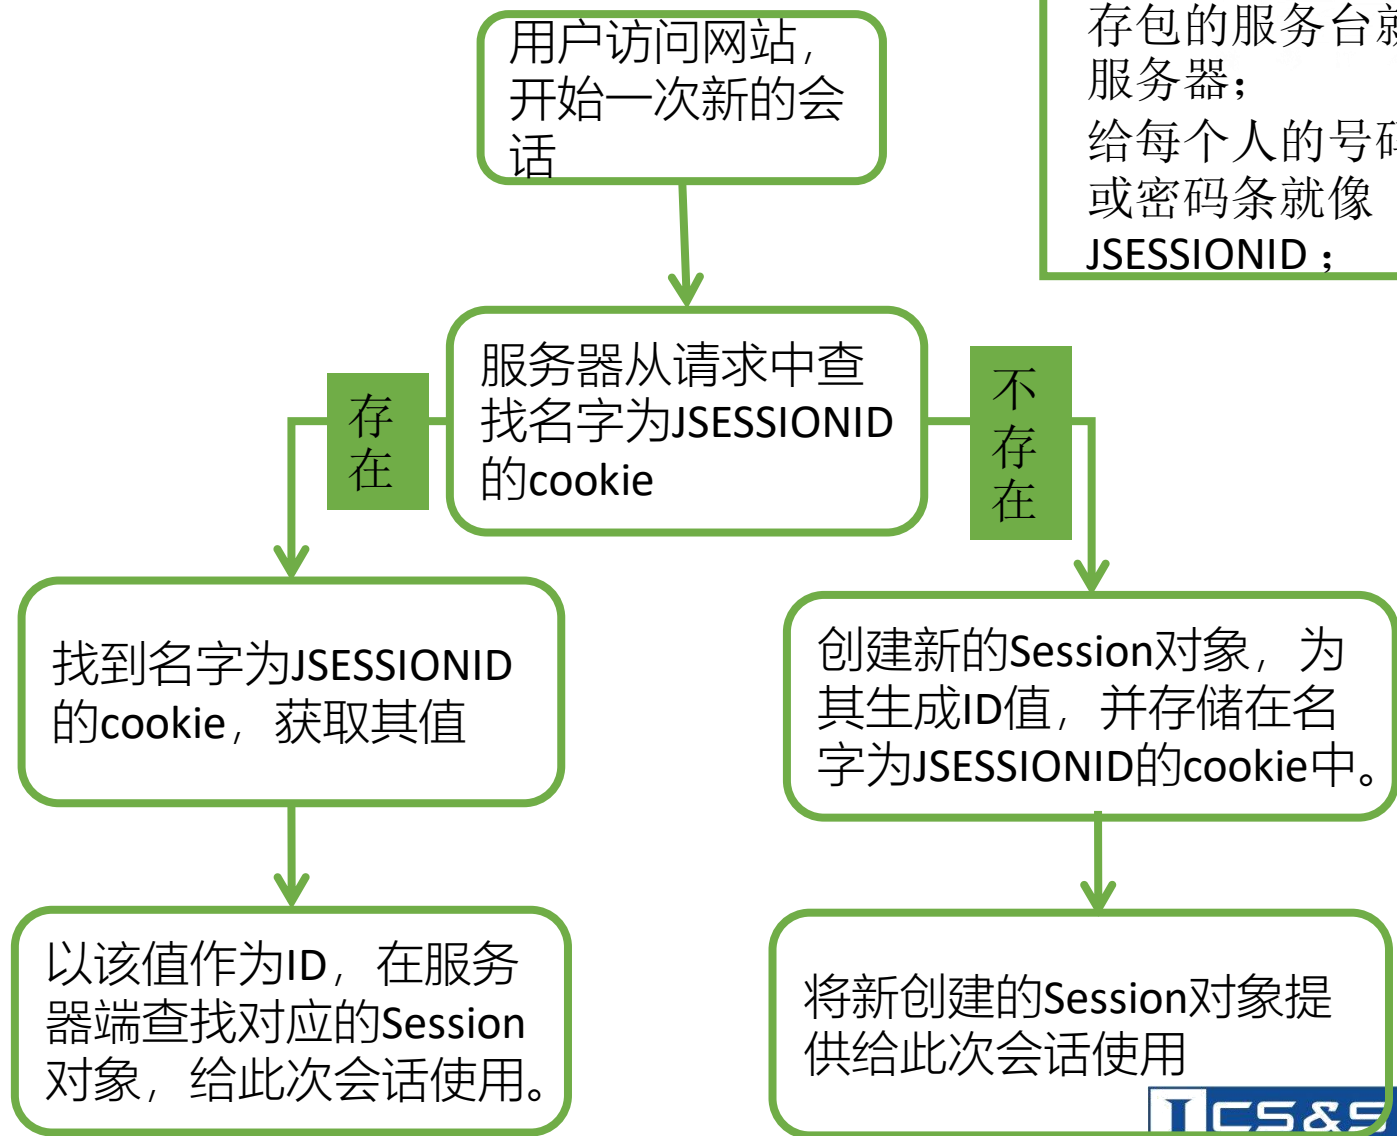 用户访问网站，
开始一次新的会
话
存包的服务台
服务器；
给每个人的号
或密码条就像
JSESSIONID；
服务器从请求中查
找名字为JSESSIONID
的cookie
存
在
不
存
在
找到名字为JSESSIONID
的cookie，获取其值
创建新的Session对象，为
其生成ID值，并存储在名
字为JSESSIONID的cookie中。
以该值作为ID，在服务
器端查找对应的Session
对象，给此次会话使用。
将新创建的Session对象提
供给此次会话使用
ICS&S